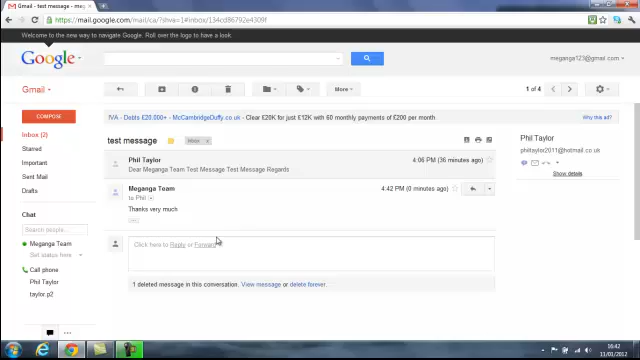 Gmail - test message - meg
https://mail.google.com/mail/ca/?shva=1#inbox/134cd86792e4309f
Welcome to the new way to navigate Google. Roll over the logo to have a look.
Google
meganga123@gmail.com
Gmail
More
1 of 4
COMPOSE
IVA - Debts £20,000+ - McCambridgeDuffy.co.uk - Clear £20K for just £12K with 60 monthly payments of £200 per month.
Why this ad?
Inbox (2)
Starred
Important
Sent Mail
Drafts
test message
Inbox x
Phil Taylor
4:06 PM (36 minutes ago)
Dear Meganga Team Test Message Test Message Regards
Meganga Team
4:42 PM (0 minutes ago)
to Phil
Thanks very much
Click here to Reply or Forward
1 deleted message in this conversation. View message or delete forever.
Phil Taylor
philtaylor2011@hotmail.co.uk
Show details
Chat
Search people...
Meganga Team
Set status here
Call phone
Phil Taylor
taylor.p2
16:42
11/01/2012